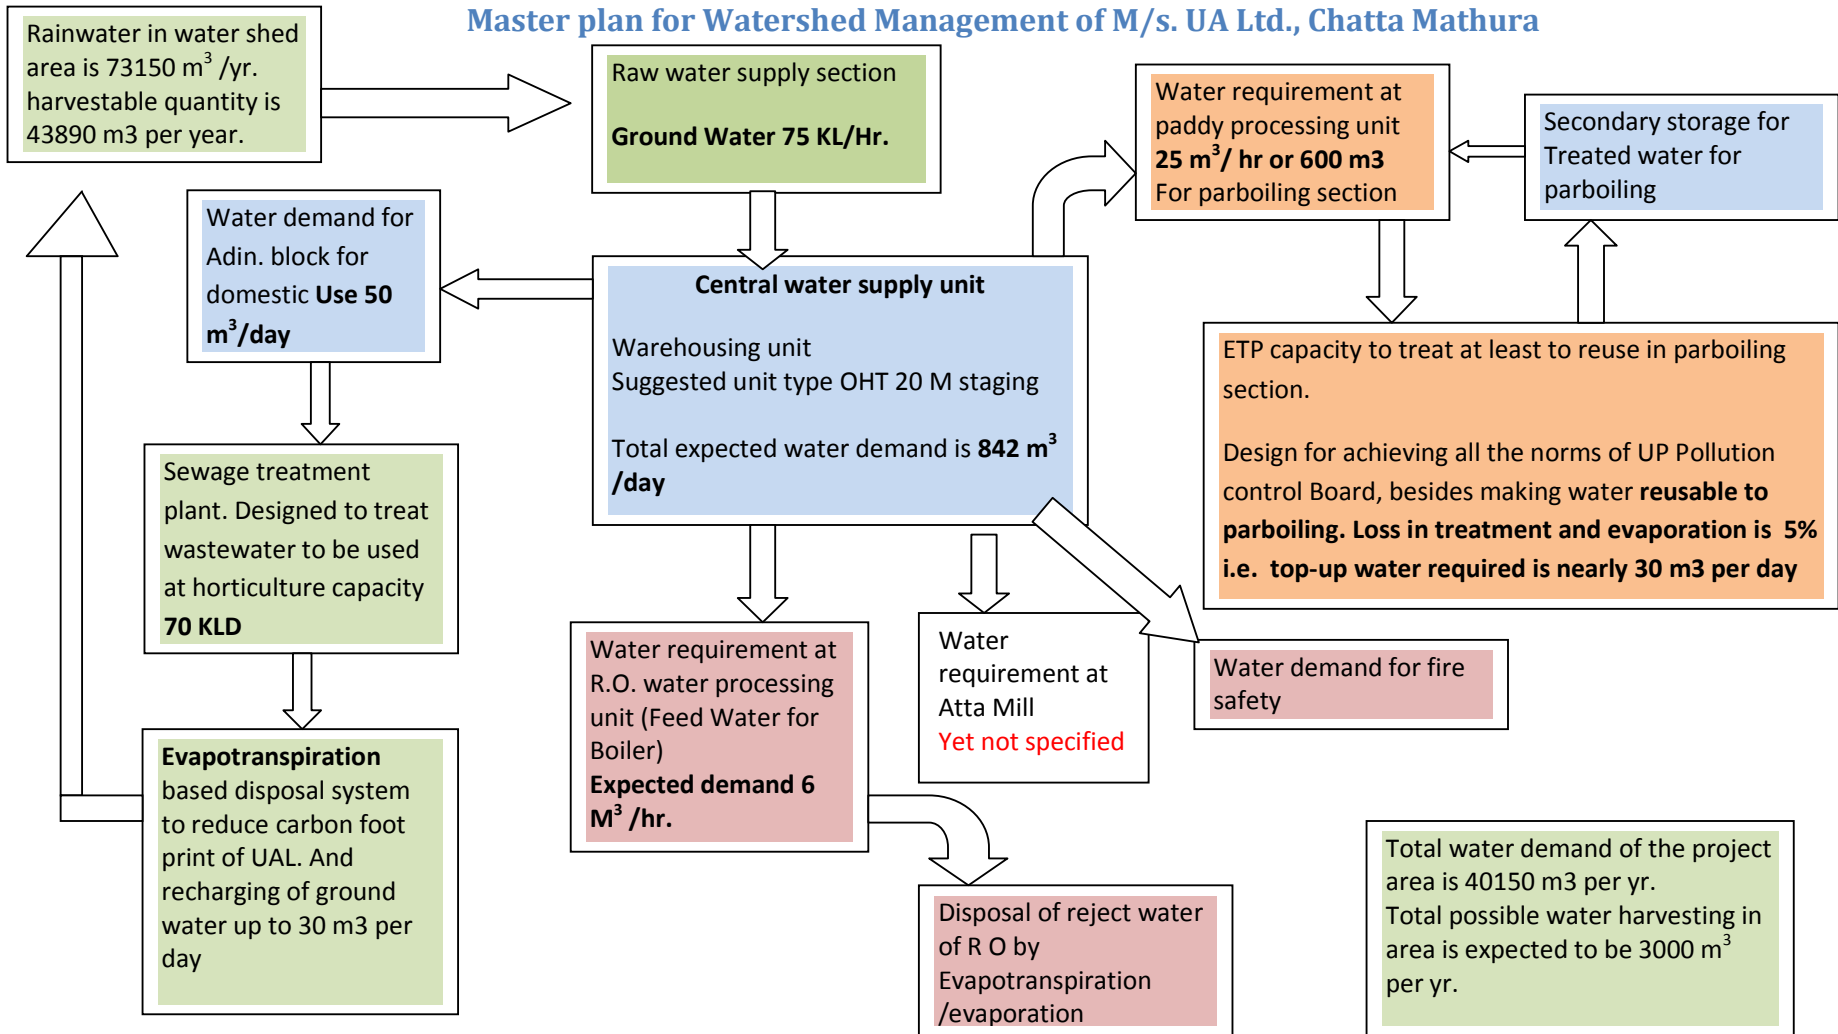 Master plan for Watershed Management of M/s. UA Ltd., Chatta Mathura
Rainwater in water shed
area is 73150 m³ /yr.
harvestable quantity is
43890 m3 per year.
Raw water supply section
Ground Water 75 KL/Hr.
Water requirement at
paddy processing unit
25 m³/ hr or 600 m3
For parboiling section
Secondary storage for
Treated water for
parboiling
Water demand for
Adin. block for
domestic Use 50
m³/day
Central water supply unit
Warehousing unit
Suggested unit type OHT 20 M staging
Total expected water demand is 842 m³
/day
ETP capacity to treat at least to reuse in parboiling
section.
Design for achieving all the norms of UP Pollution
control Board, besides making water reusable to
parboiling. Loss in treatment and evaporation is 5%
i.e. top-up water required is nearly 30 m3 per day
Sewage treatment
plant. Designed to treat
wastewater to be used
at horticulture capacity
70 KLD
Water requirement at
R.O. water processing
unit (Feed Water for
Boiler)
Expected demand 6
M³ /hr.
Water
requirement at
Atta Mill
Yet not specified
Water demand for fire
safety
Evapotranspiration
based disposal system
to reduce carbon foot
print of UAL. And
recharging of ground
water up to 30 m3 per
day
Disposal of reject water
of R O by
Evapotranspiration
/evaporation
Total water demand of the project
area is 40150 m3 per yr.
Total possible water harvesting in
area is expected to be 3000 m³
per yr.